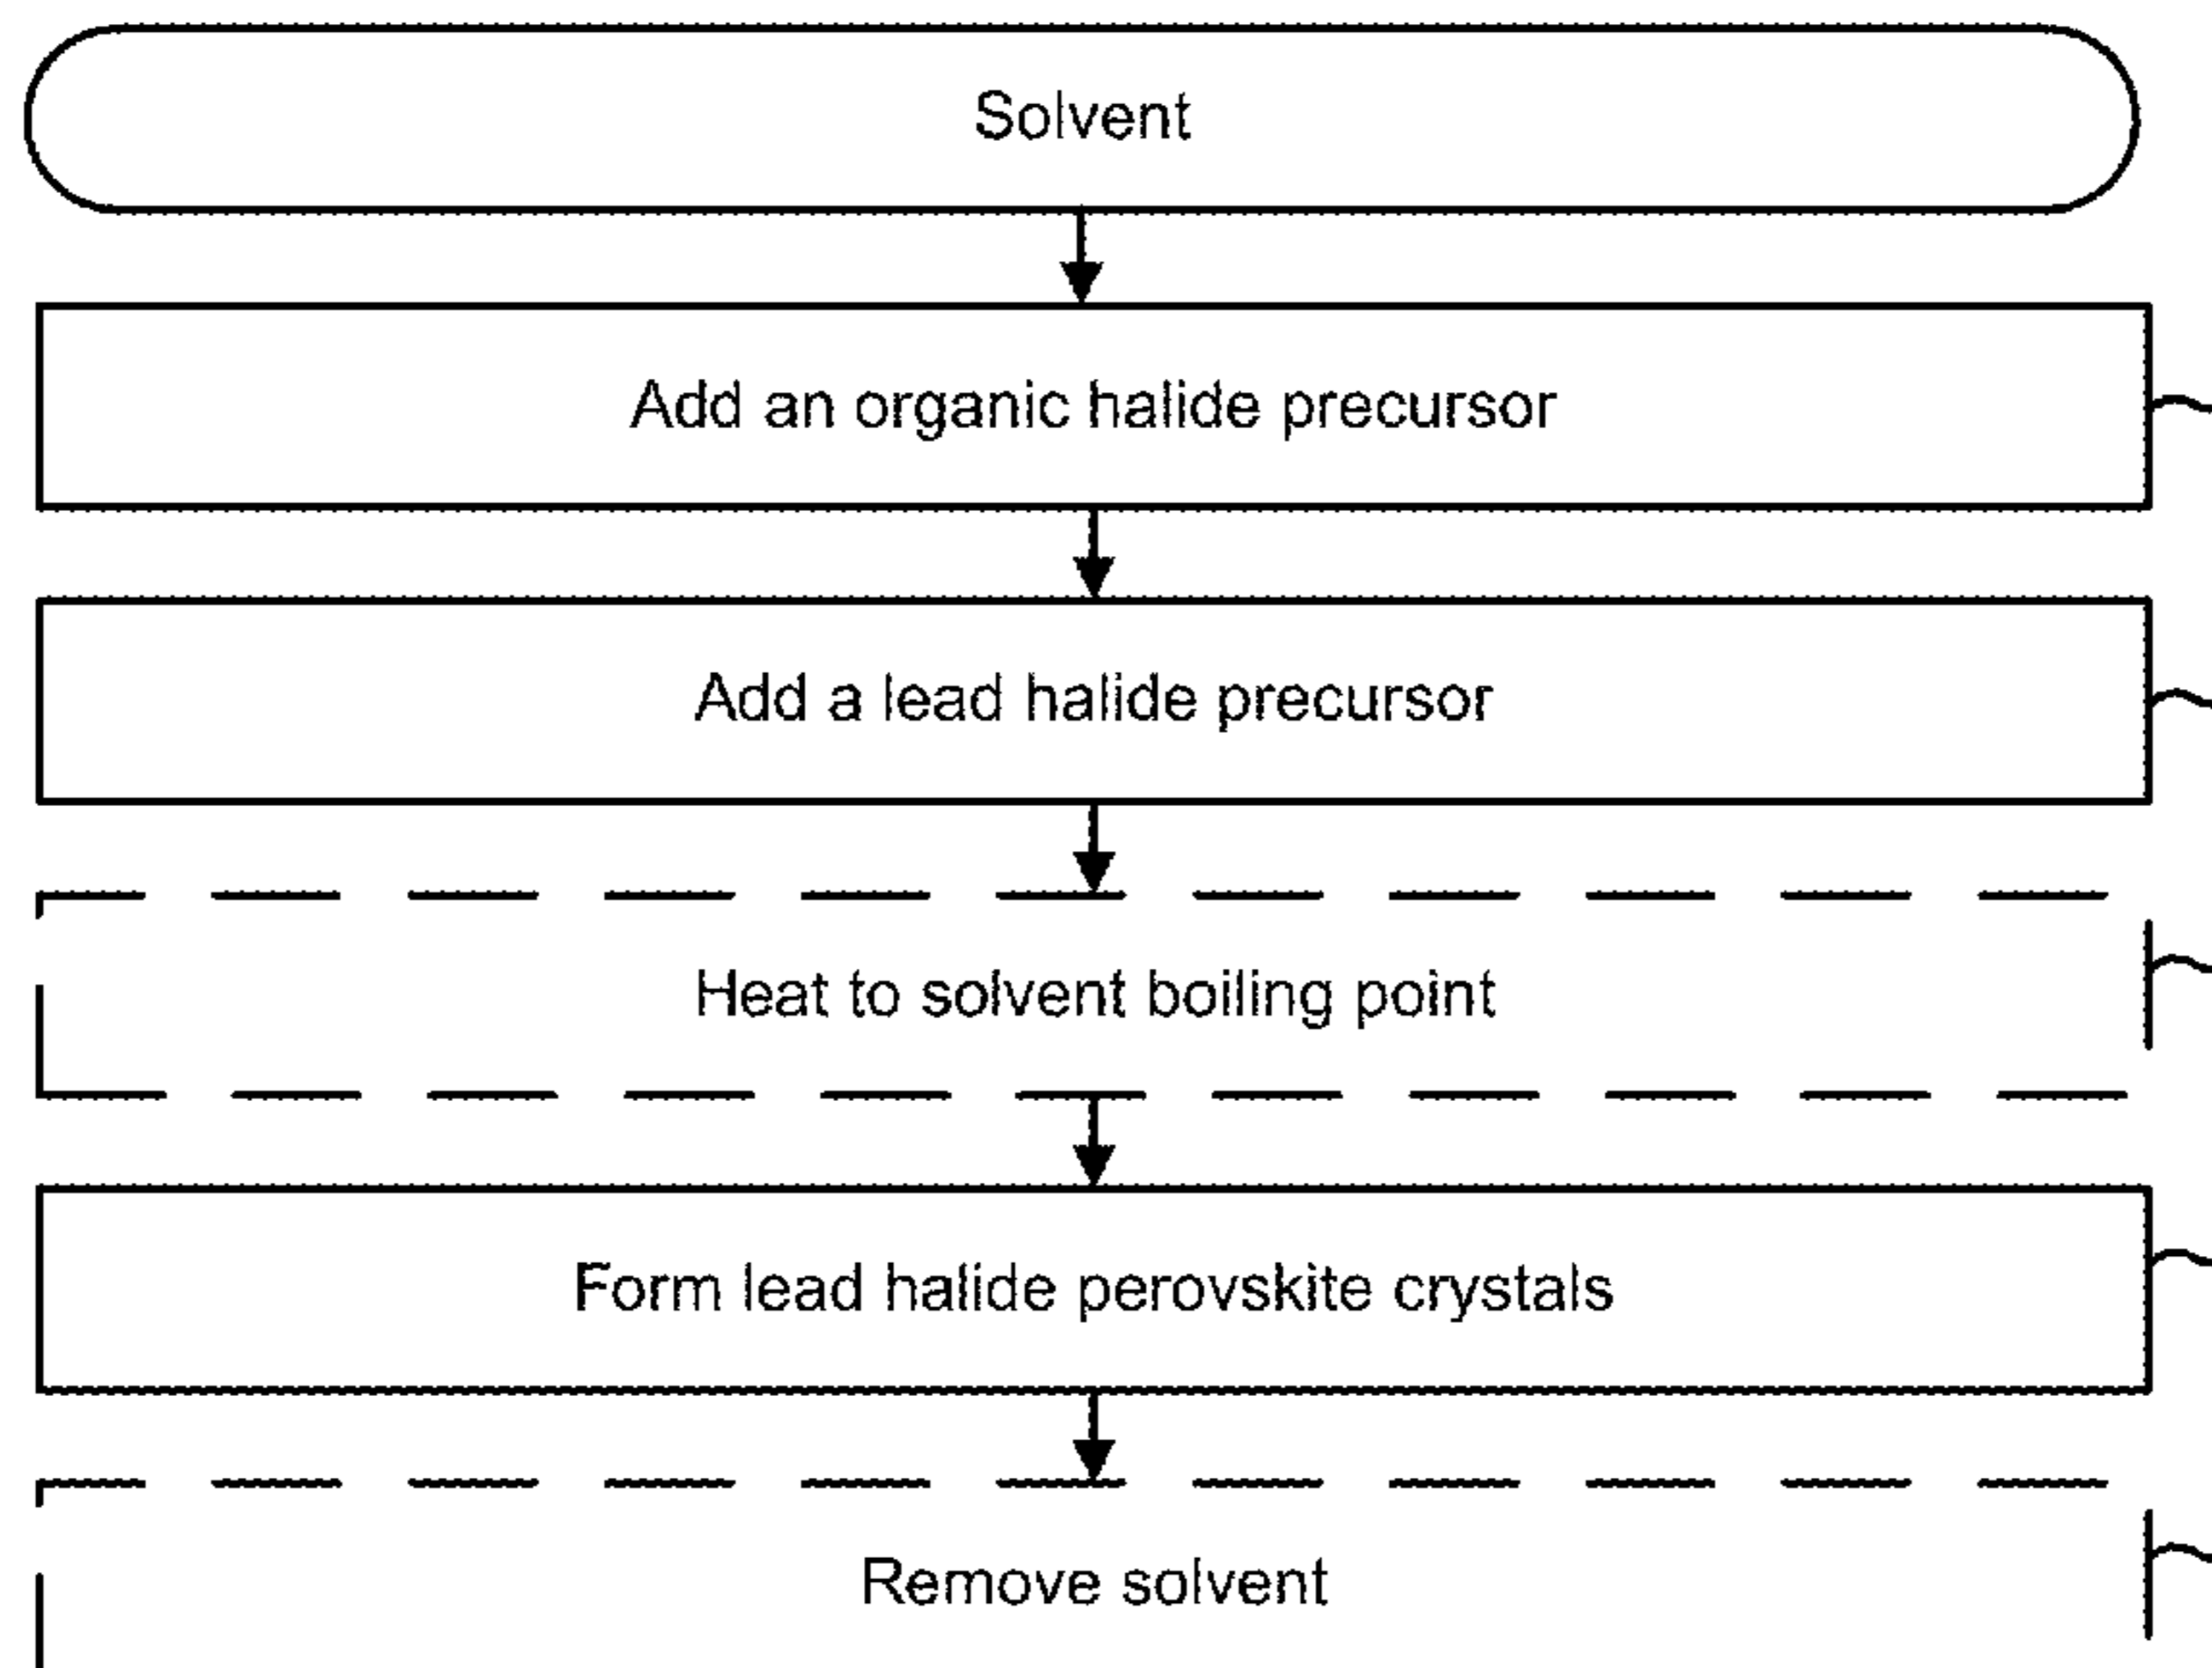 Solvent
Add an organic halide precursor
Add a lead halide precursor
Heat to solvent boiling point
Form lead halide perovskite crystals
Remove solvent